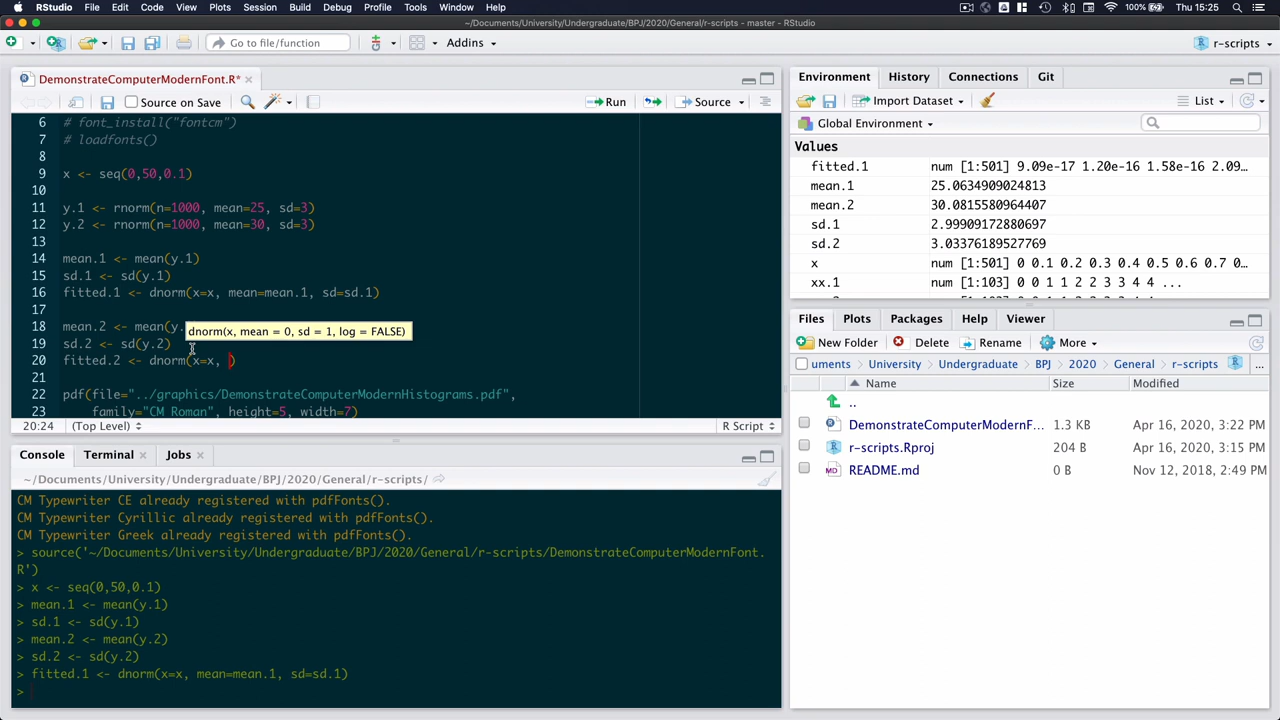 RStudio File Edit Code View Plots Session Build Debug Profile Tools Window Help 100% Thu 15:25
~/Documents/University/Undergraduate/BPJ/2020/General/r-scripts - master - RStudio
Go to file/function Addins r-scripts
DemonstrateComputerModernFont.R*
Source on Save Run Source
6 # font_install("fontcm")
7 # loadfonts()
8
9 x <- seq(0,50,0.1)
10
11 y.1 <- rnorm(n=1000, mean=25, sd=3)
12 y.2 <- rnorm(n=1000, mean=30, sd=3)
13
14 mean.1 <- mean(y.1)
15 sd.1 <- sd(y.1)
16 fitted.1 <- dnorm(x=x, mean=mean.1, sd=sd.1)
17
18 mean.2 <- mean(y.
dnorm(x, mean = 0, sd = 1, log = FALSE)
19 sd.2 <- sd(y.2)
20 fitted.2 <- dnorm(x=x, )
21
22 pdf(file="../graphics/DemonstrateComputerModernHistograms.pdf",
23 family="CM Roman", height=5, width=7)
20:24 (Top Level) R Script
Console Terminal Jobs
~/Documents/University/Undergraduate/BPJ/2020/General/r-scripts/
CM Typewriter CE already registered with pdfFonts().
CM Typewriter Cyrillic already registered with pdfFonts().
CM Typewriter Greek already registered with pdfFonts().
> source('~/Documents/University/Undergraduate/BPJ/2020/General/r-scripts/DemonstrateComputerModernFont.
R')
> x <- seq(0,50,0.1)
> mean.1 <- mean(y.1)
> sd.1 <- sd(y.1)
> mean.2 <- mean(y.2)
> sd.2 <- sd(y.2)
> fitted.1 <- dnorm(x=x, mean=mean.1, sd=sd.1)
>
Environment History Connections Git
Import Dataset List
Global Environment
Values
fitted.1 num [1:501] 9.09e-17 1.20e-16 1.58e-16 2.09…
mean.1 25.0634909024813
mean.2 30.0815580964407
sd.1 2.99909172880697
sd.2 3.03376189527769
x num [1:501] 0 0.1 0.2 0.3 0.4 0.5 0.6 0.7 0…
xx.1 num [1:103] 0 0 1 1 2 2 3 3 4 4 ...
Files Plots Packages Help Viewer
New Folder Delete Rename More
uments University Undergraduate BPJ 2020 General r-scripts ...
Name Size Modified
..
DemonstrateComputerModernF... 1.3 KB Apr 16, 2020, 3:22 PM
r-scripts.Rproj 204 B Apr 16, 2020, 3:15 PM
README.md 0 B Nov 12, 2018, 2:49 PM